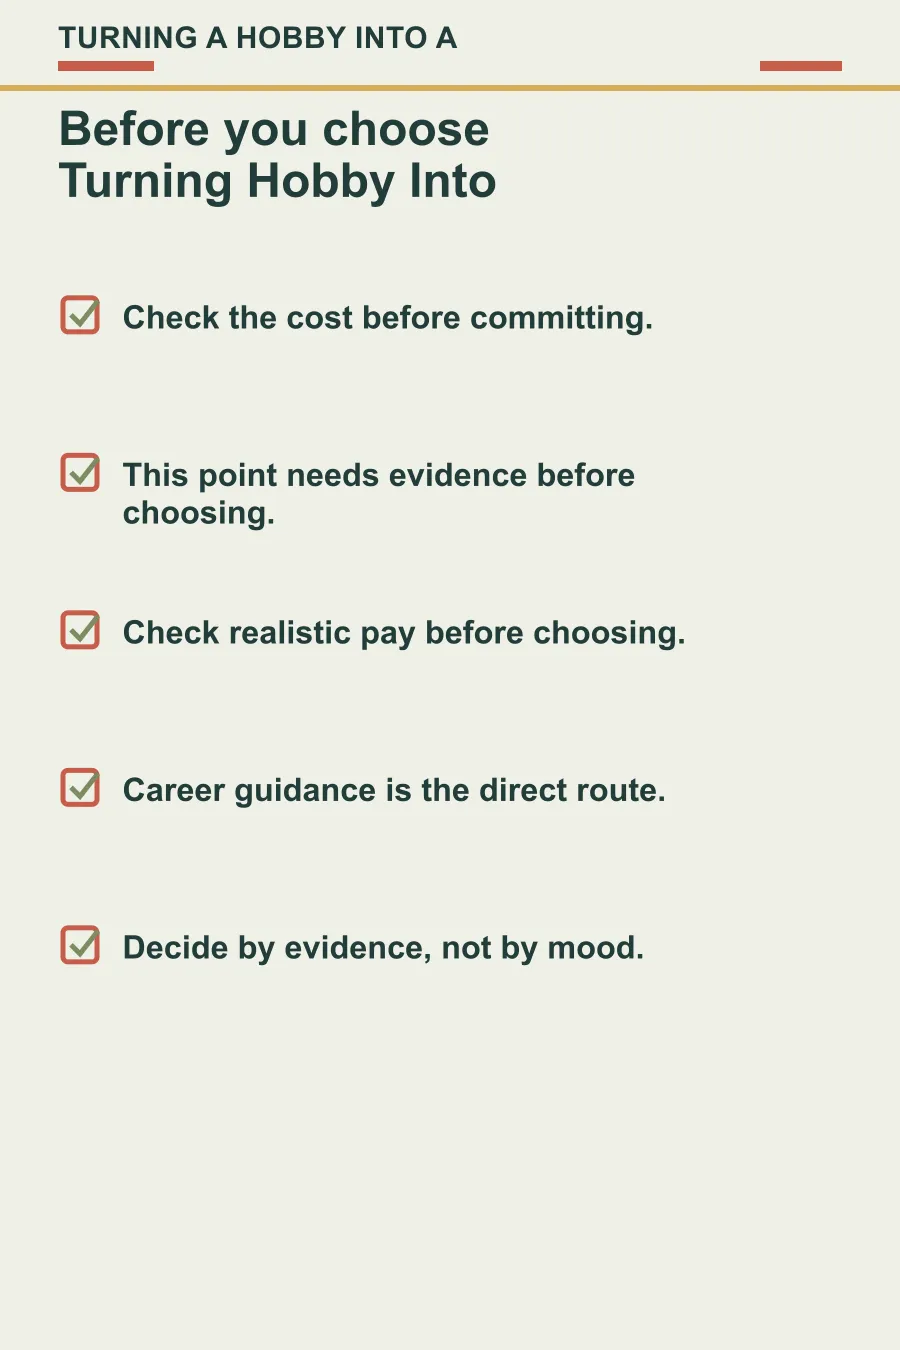 TURNING A HOBBY INTO A
Before you choose
Turning Hobby Into
Check the cost before committing.
This point needs evidence before
choosing.
Check realistic pay before choosing.
Career guidance is the direct route.
Decide by evidence, not by mood.